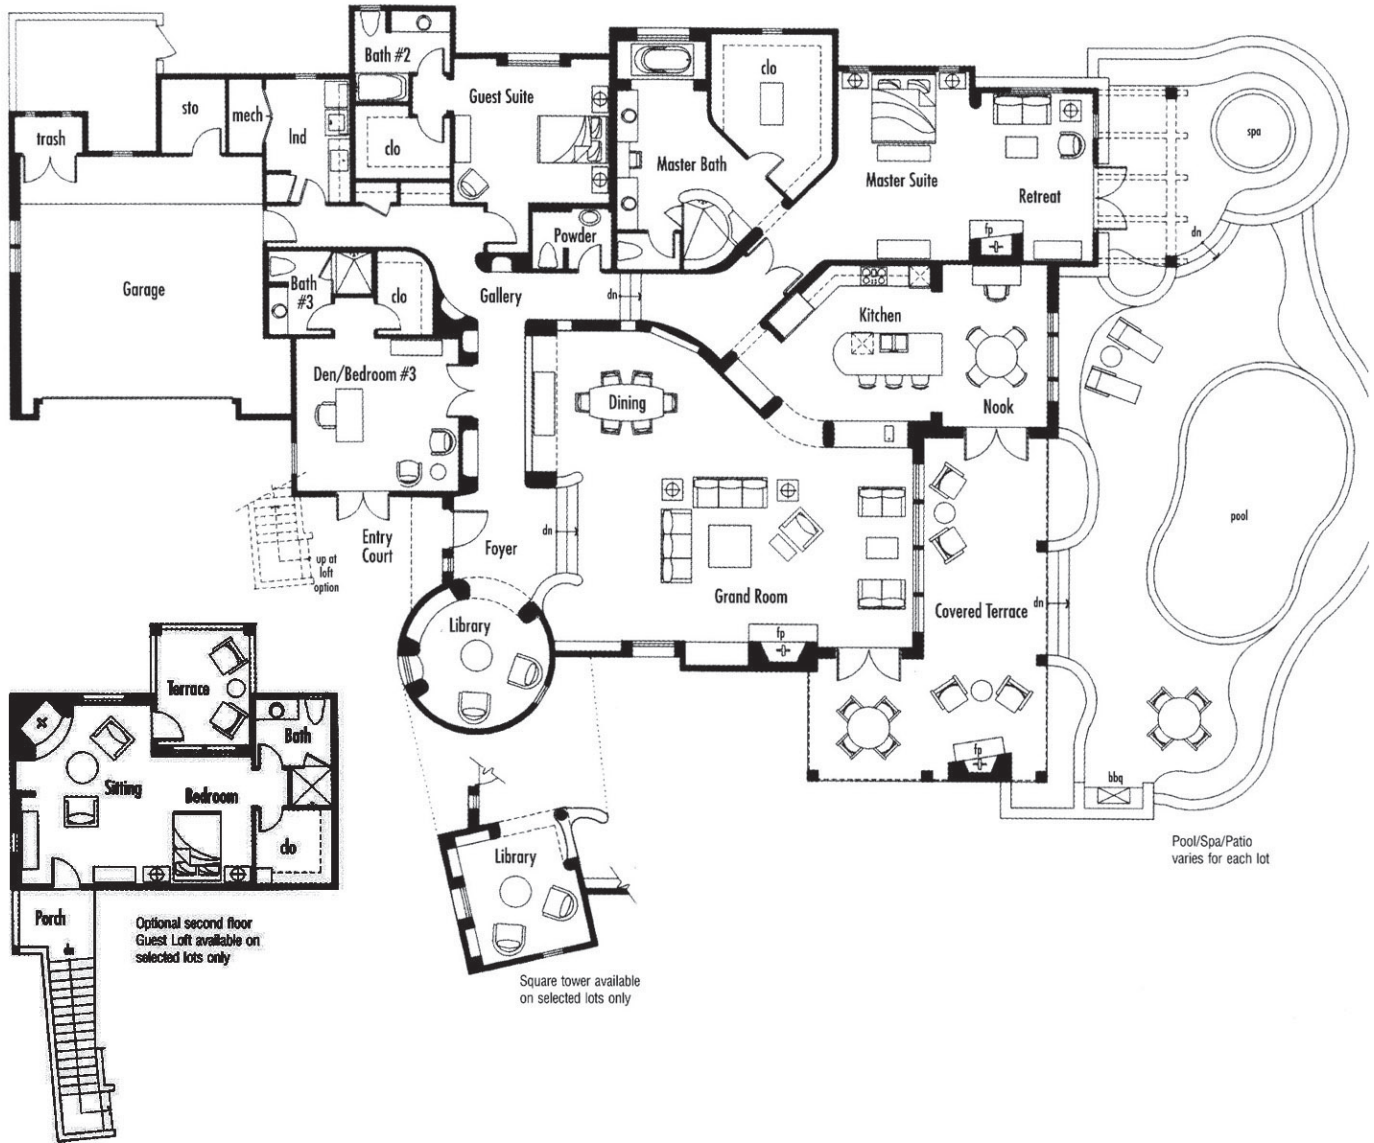 Bath #2
Guest Suite
clo
sto
mech
lnd
trash
clo
Master Bath
clo
Master Suite
Retreat
fp
spa
dn
Powder
Garage
Bath
#3
clo
Gallery
dn
Kitchen
Den/Bedroom #3
Dining
Nook
pool
Entry
Court
up at
loft
option
Foyer
dn
Grand Room
fp
Covered Terrace
dn
Library
fp
bbq
Pool/Spa/Patio
varies for each lot
Terrace
Bath
Sitting
Bedroom
clo
Porch
dn
Optional second floor
Guest Loft available on
selected lots only
Library
Square tower available
on selected lots only